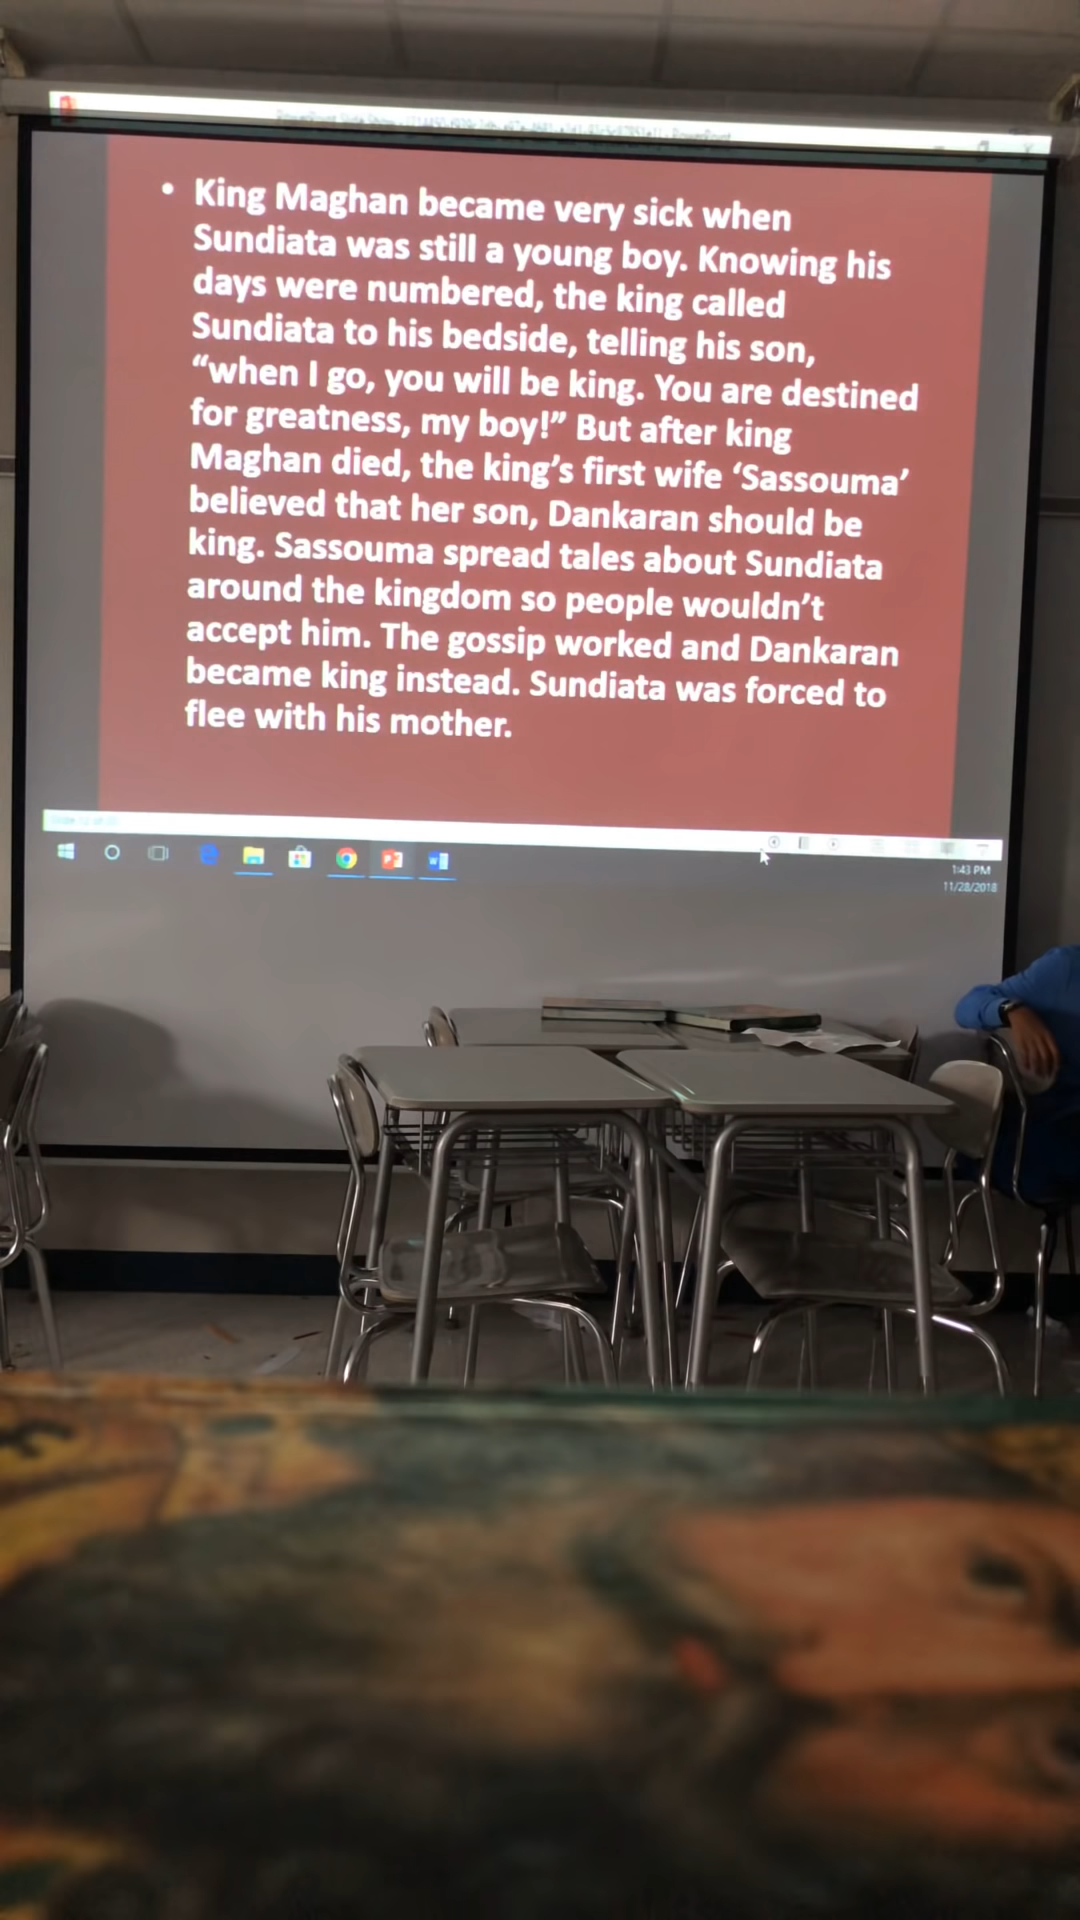 • King Maghan became very sick when
Sundiata was still a young boy. Knowing his
days were numbered, the king called
Sundiata to his bedside, telling his son,
“when I go, you will be king. You are destined
for greatness, my boy!” But after king
Maghan died, the king’s first wife ‘Sassouma’
believed that her son, Dankaran should be
king. Sassouma spread tales about Sundiata
around the kingdom so people wouldn’t
accept him. The gossip worked and Dankaran
became king instead. Sundiata was forced to
flee with his mother.
1:43 PM
11/28/2018